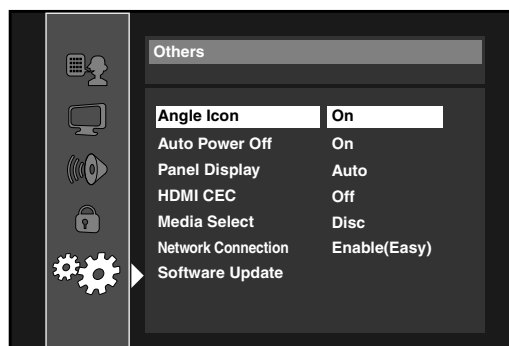 Others
Angle Icon On
Auto Power Off On
Panel Display Auto
HDMI CEC Off
Media Select Disc
Network Connection Enable(Easy)
Software Update